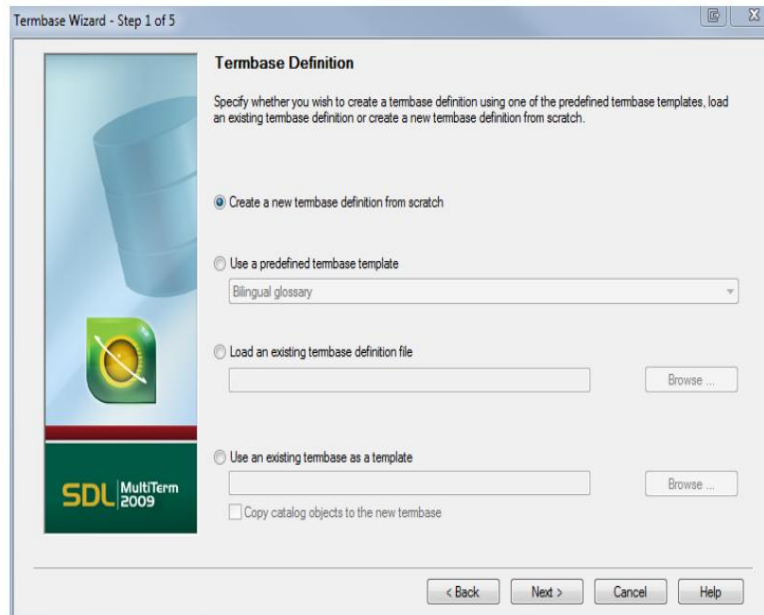 Termbase Wizard - Step 1 of 5
Termbase Definition
Specify whether you wish to create a termbase definition using one of the predefined termbase templates, load
an existing termbase definition or create a new termbase definition from scratch.
Create a new termbase definition from scratch
Use a predefined termbase template
Bilingual glossary
Load an existing termbase definition file
Browse ...
Use an existing termbase as a template
Browse ...
Copy catalog objects to the new termbase
SDL MultiTerm
2009
< Back Next > Cancel Help